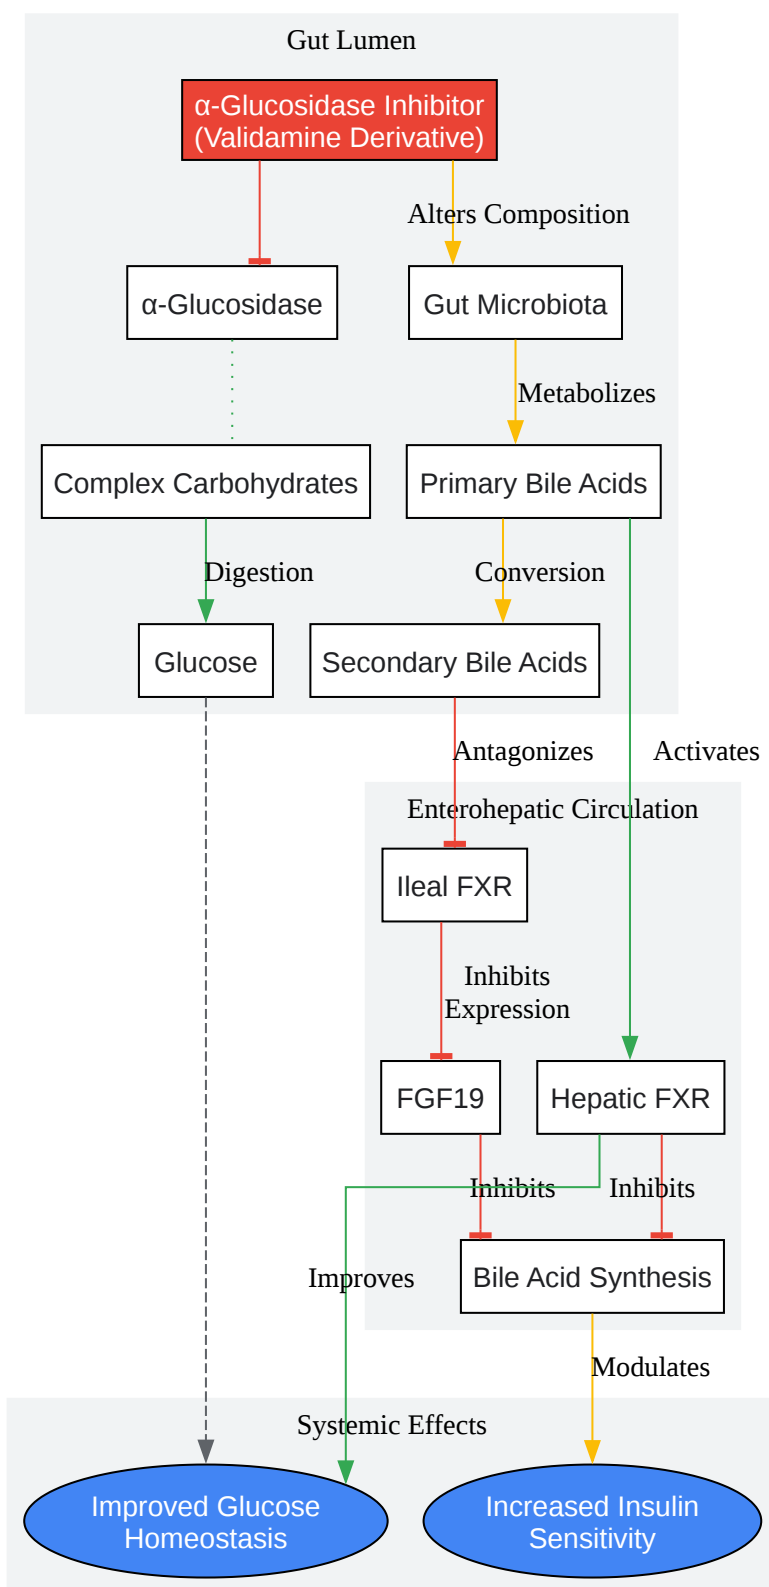 Gut Lumen
α-Glucosidase Inhibitor
(Validamine Derivative)
Alters Composition
α-Glucosidase
Gut Microbiota
Metabolizes
Complex Carbohydrates
Primary Bile Acids
Digestion
Conversion
Glucose
Secondary Bile Acids
Antagonizes
Activates
Enterohepatic Circulation
Ileal FXR
Inhibits
Expression
FGF19
Hepatic FXR
Inhibits
Inhibits
Improves
Bile Acid Synthesis
Modulates
Systemic Effects
Improved Glucose
Homeostasis
Increased Insulin
Sensitivity